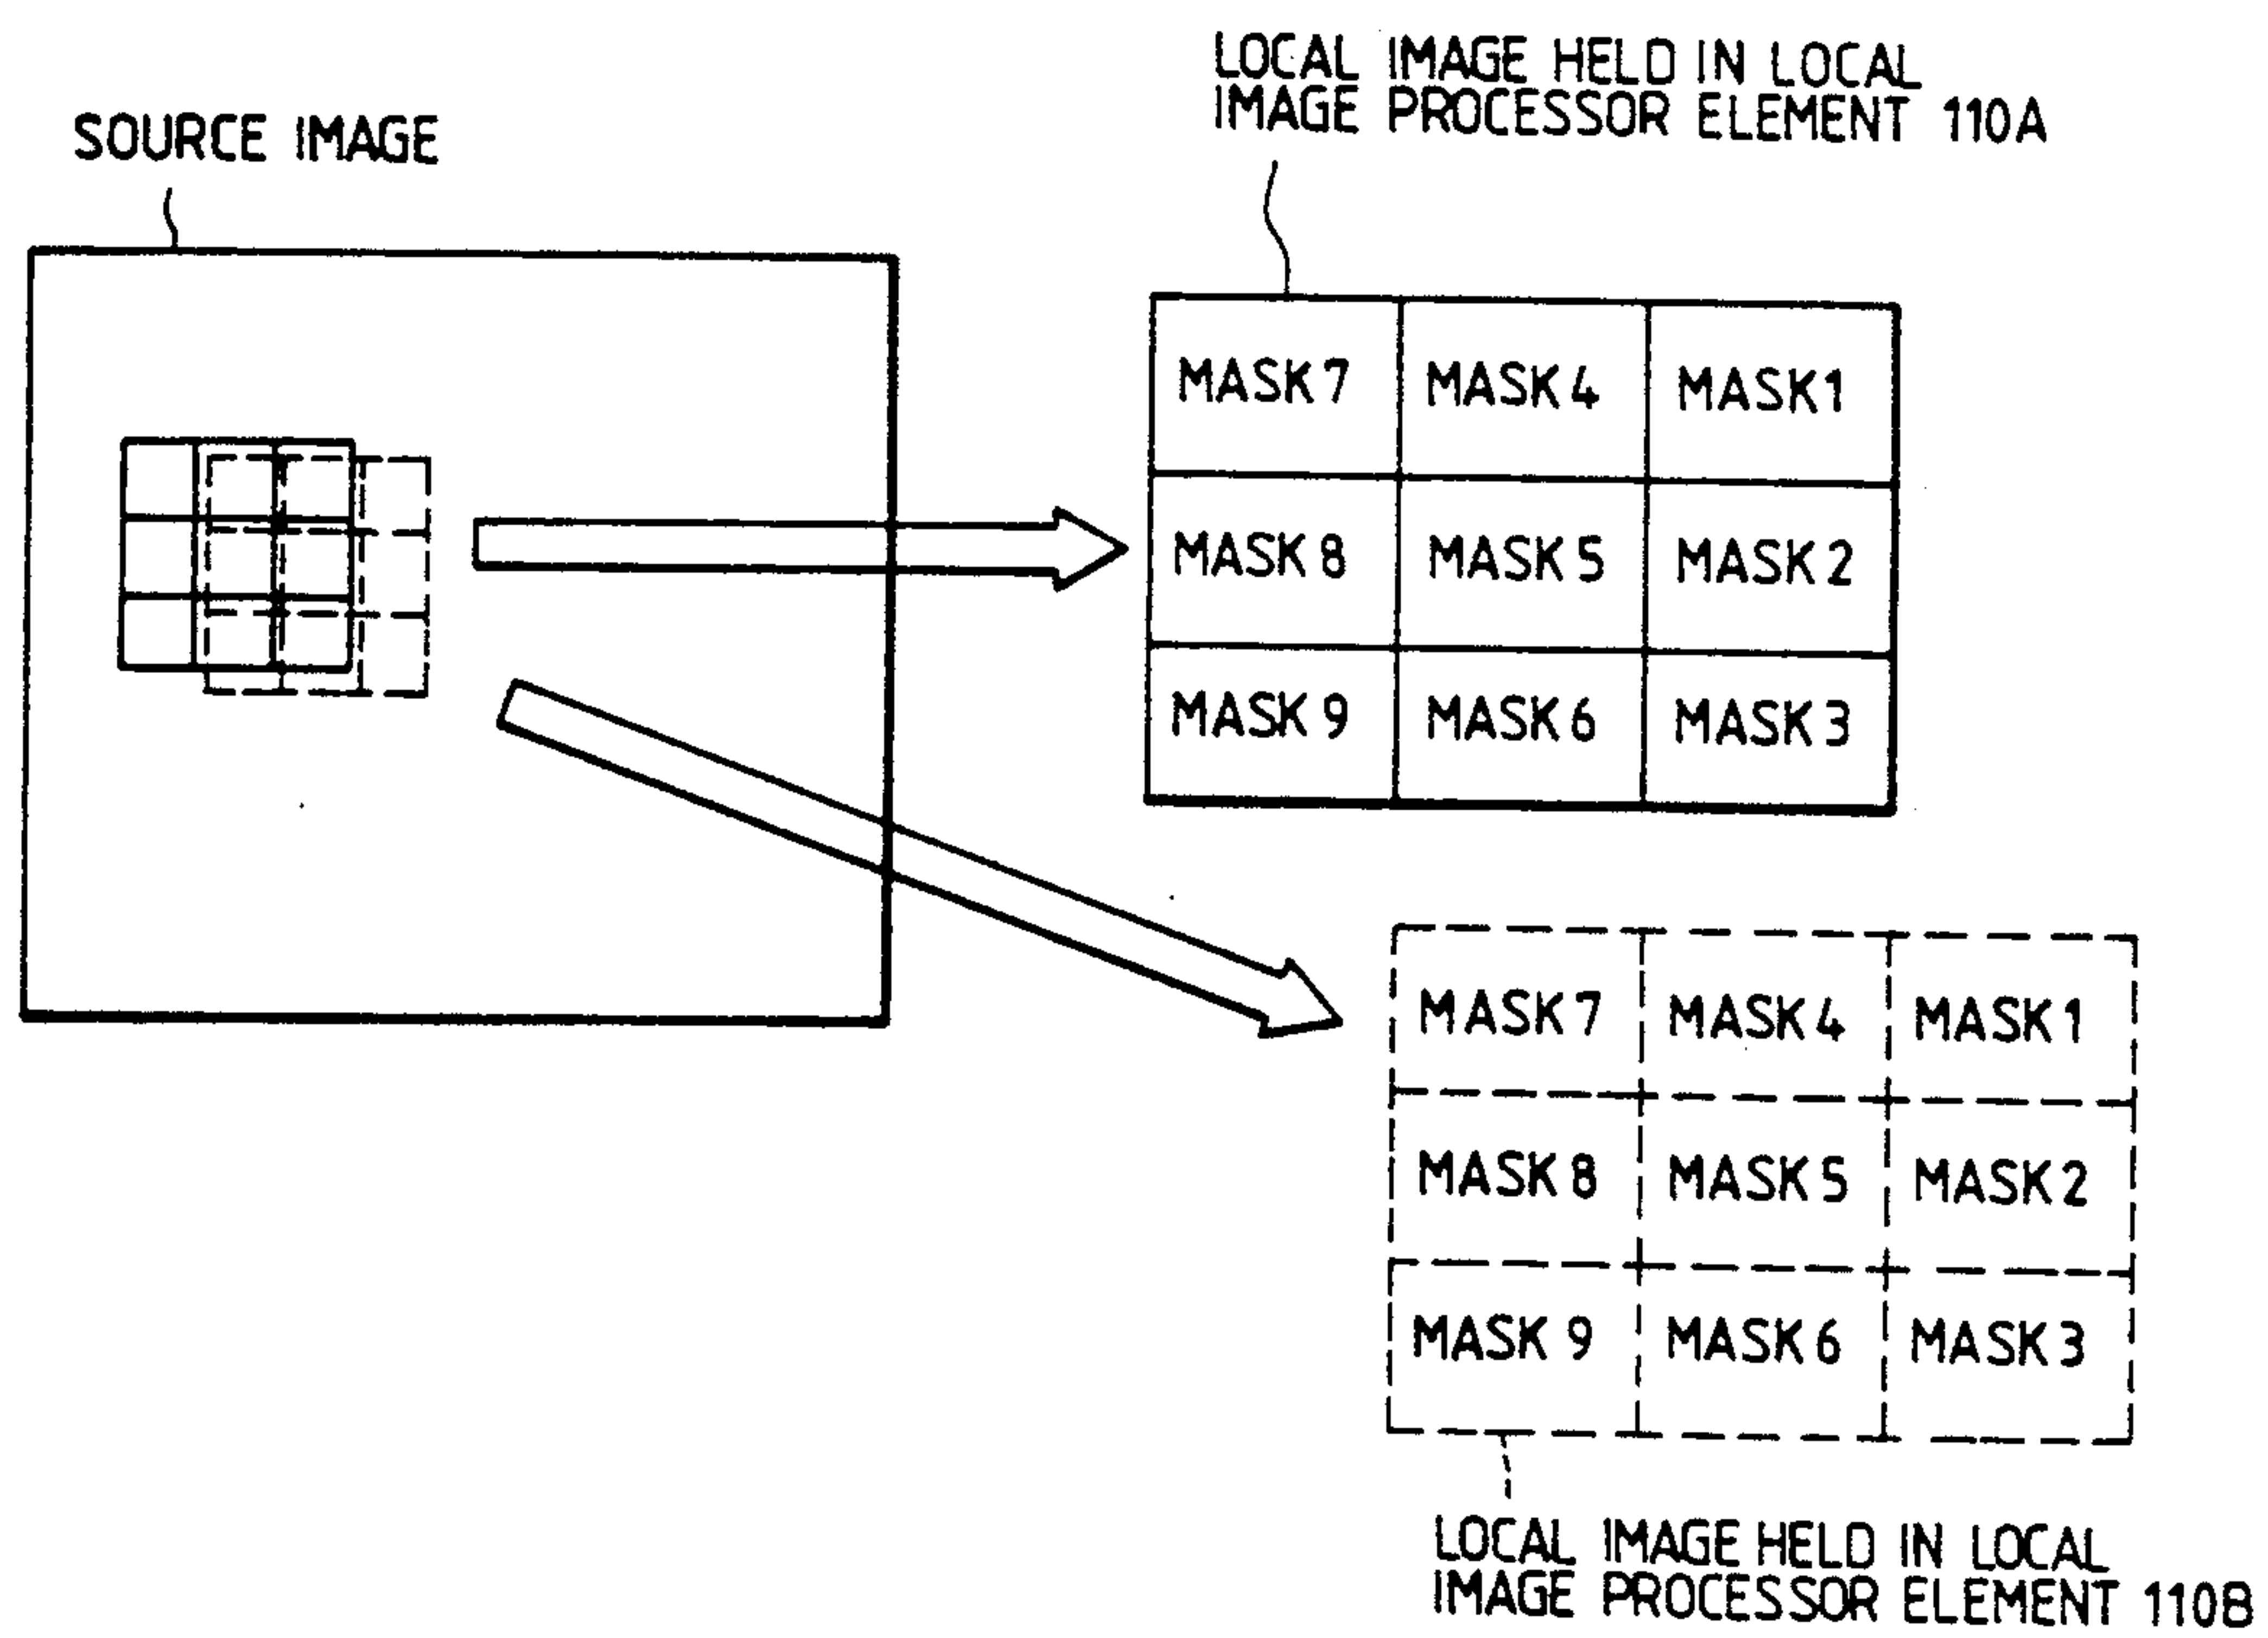 LOCAL IMAGE HELD IN LOCAL
IMAGE PROCESSOR ELEMENT 110A
SOURCE IMAGE
MASK 7 MASK 4 MASK 1
MASK 8 MASK 5 MASK 2
MASK 9 MASK 6 MASK 3
MASK 7 MASK 4 MASK 1
MASK 8 MASK 5 MASK 2
MASK 9 MASK 6 MASK 3
LOCAL IMAGE HELD IN LOCAL
IMAGE PROCESSOR ELEMENT 110B